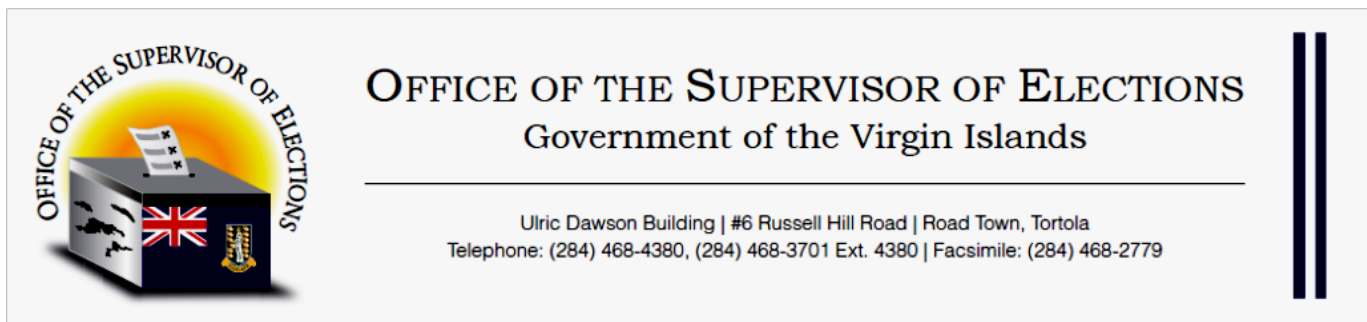 OFFICE OF THE SUPERVISOR OF ELECTIONS
OFFICE OF THE SUPERVISOR OF ELECTIONS
Government of the Virgin Islands
Ulric Dawson Building | #6 Russell Hill Road | Road Town, Tortola
Telephone: (284) 468-4380, (284) 468-3701 Ext. 4380 | Facsimile: (284) 468-2779